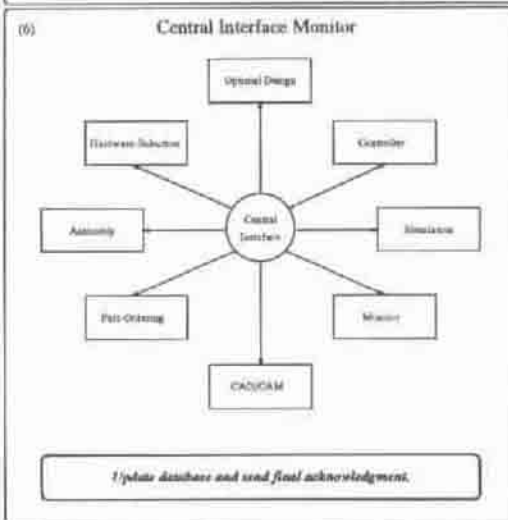 (6)
Central Interface Monitor
Optimal Design
Hardware-Selection
Controller
Central
Interface
Assembly
Simulation
Part-Ordering
Monitor
CAD/CAM
Update database and send final acknowledgment.